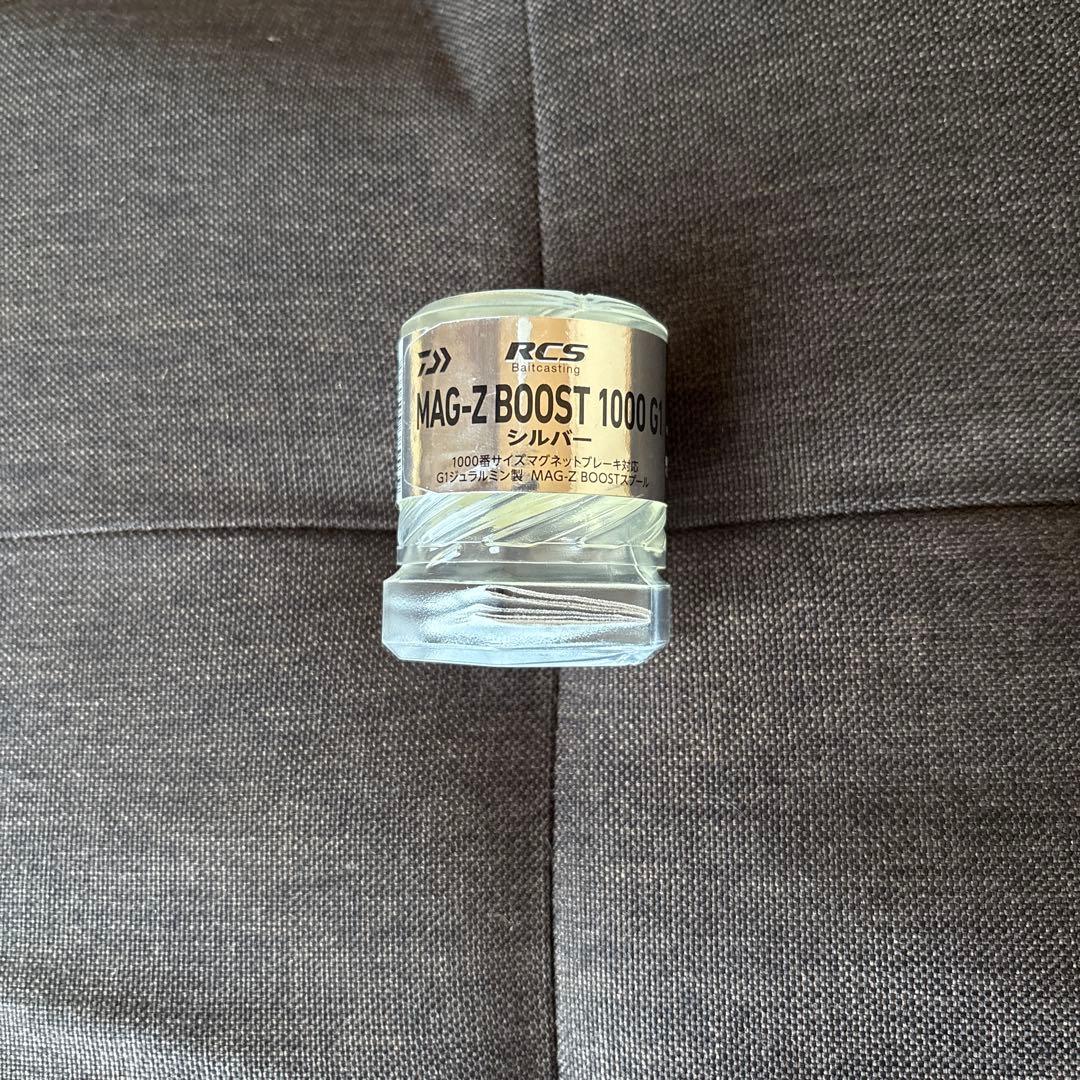 RCS
Baitcasting
MAG-Z BOOST 1000 G1
シルバー
1000番サイズマグネットブレーキ対応
G1ジュラルミン製 MAG-Z BOOSTスプール